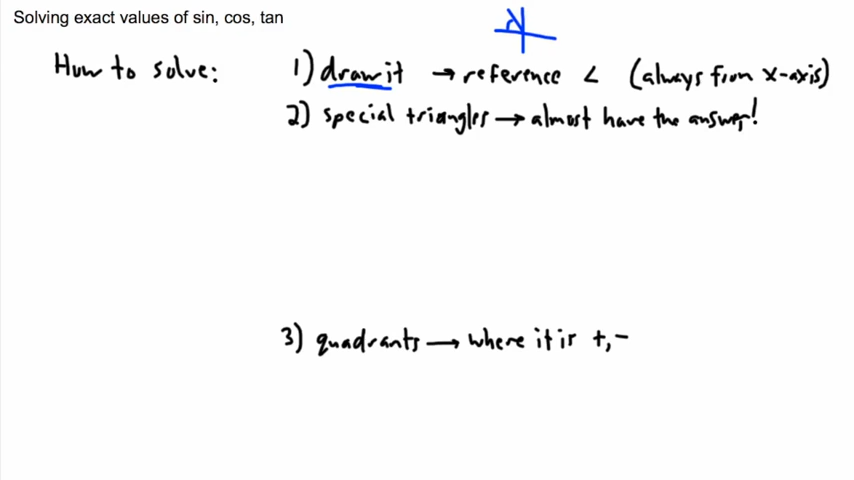 Solving exact values of sin, cos, tan
How to solve: 1) draw it → reference ∠ (always from x-axis)
2) special triangles → almost have the answer!
3) quadrants → where it is +,-